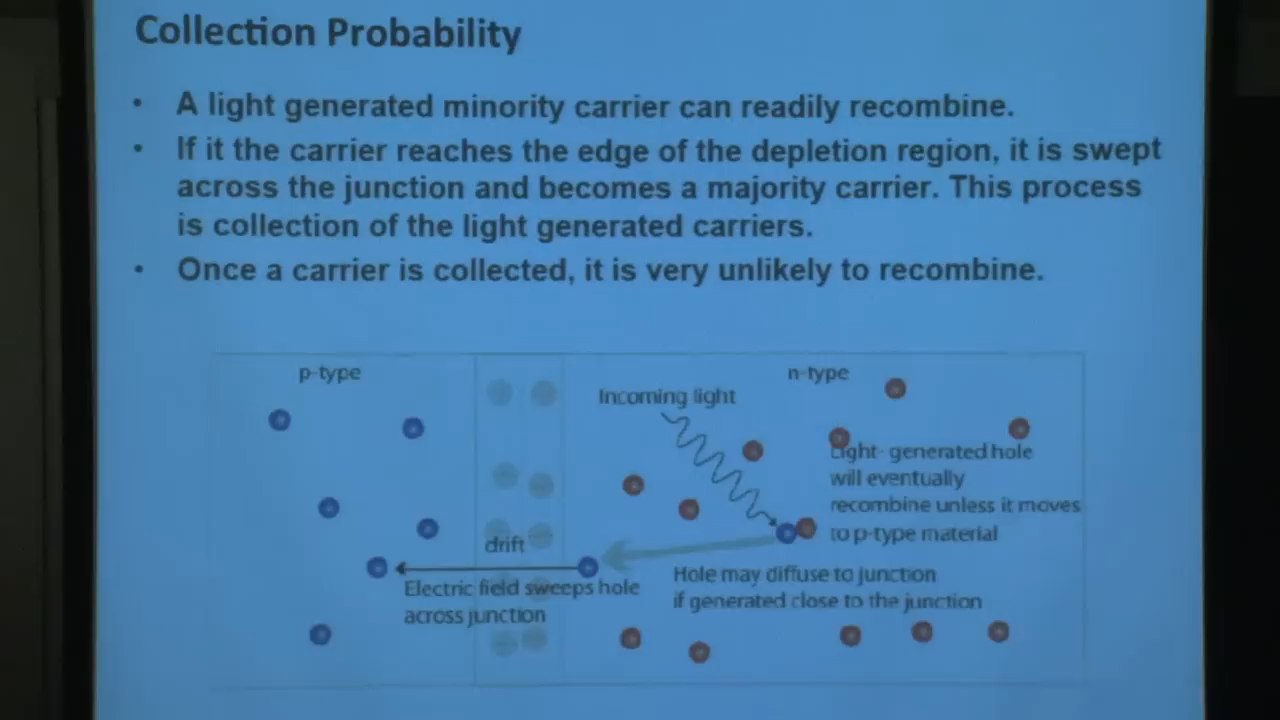 Collection Probability
• A light generated minority carrier can readily recombine.
• If it the carrier reaches the edge of the depletion region, it is swept
across the junction and becomes a majority carrier. This process
is collection of the light generated carriers.
• Once a carrier is collected, it is very unlikely to recombine.
p-type
n-type
Incoming light
Light- generated hole
will eventually
recombine unless it moves
to p-type material
drift
Electric field sweeps hole
across junction
Hole may diffuse to junction
if generated close to the junction